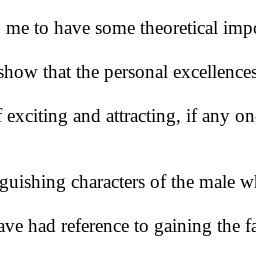 me to have some theoretical impo
show that the personal excellences
f exciting and attracting, if any on
guishing characters of the male wh
ave had reference to gaining the fa